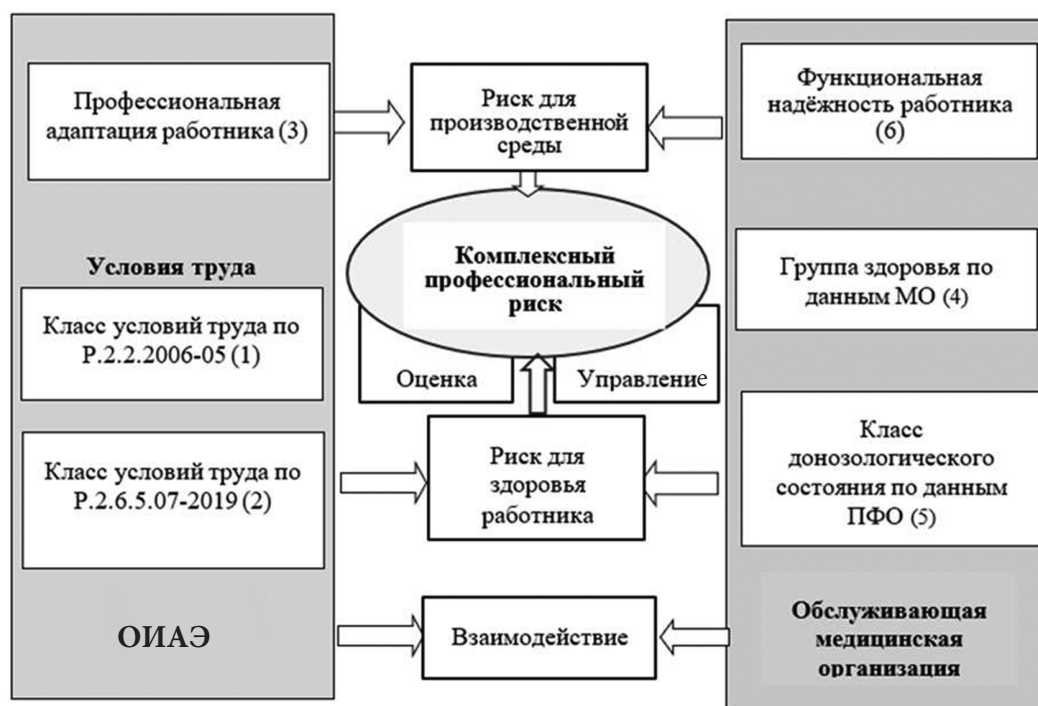 Профессиональная
адаптация работника (3)
Условия труда
Класс условий труда по
Р.2.2.2006-05 (1)
Класс условий труда по
Р.2.6.5.07-2019 (2)
ОИАЭ
Риск для
производственной
среды
Комплексный
профессиональный
риск
Оценка
Управление
Риск для
здоровья
работника
Взаимодействие
Функциональная
надёжность работника
(6)
Группа здоровья по
данным МО (4)
Класс
донозологического
состояния по данным
ПФО (5)
Обслуживающая
медицинская
организация